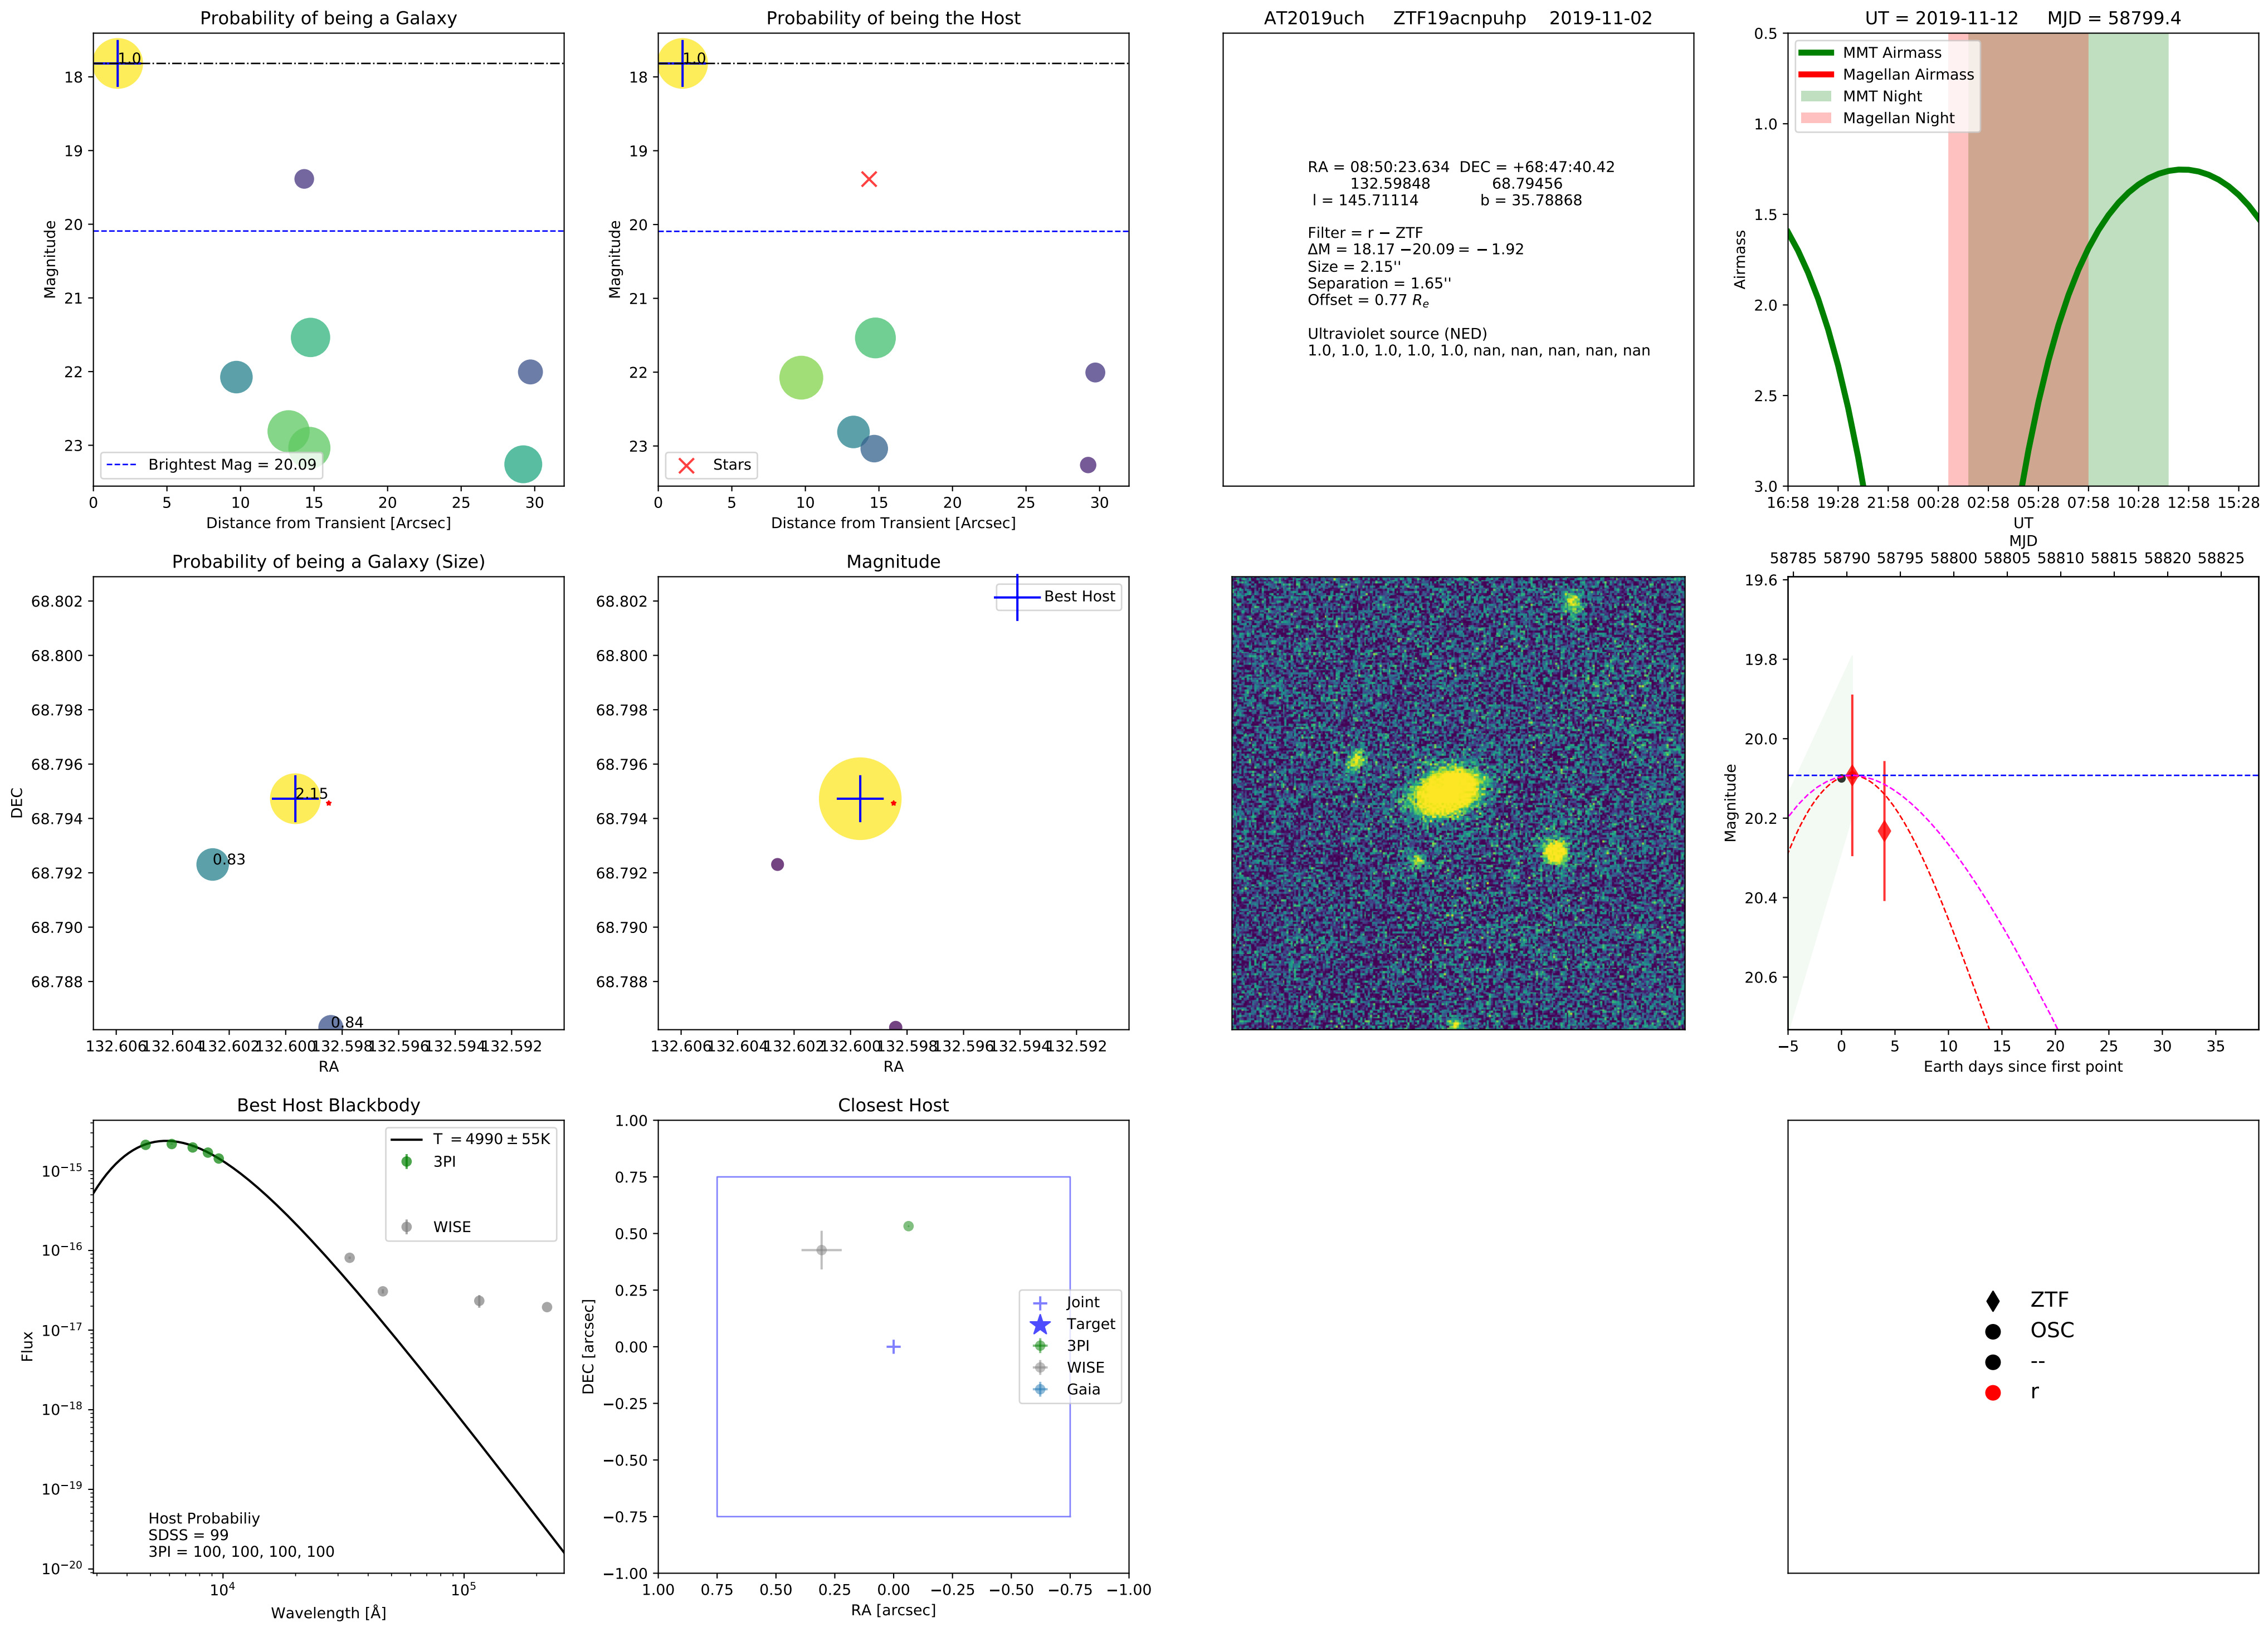 Probability of being a Galaxy
1.0
18
19
20
21
22
23
Magnitude
Brightest Mag = 20.09
0 5 10 15 20 25 30
Distance from Transient [Arcsec]
Probability of being the Host
1.0
18
19
20
21
22
23
Magnitude
Stars
0 5 10 15 20 25 30
Distance from Transient [Arcsec]
AT2019uch ZTF19acnpuhp 2019-11-02
RA = 08:50:23.634 DEC = +68:47:40.42
132.59848 68.79456
l = 145.71114 b = 35.78868
Filter = r − ZTF
ΔM = 18.17 −20.09 = −1.92
Size = 2.15''
Separation = 1.65''
Offset = 0.77 Re
Ultraviolet source (NED)
1.0, 1.0, 1.0, 1.0, 1.0, nan, nan, nan, nan, nan
UT = 2019-11-12 MJD = 58799.4
MMT Airmass
Magellan Airmass
MMT Night
Magellan Night
0.5
1.0
1.5
2.0
2.5
3.0
Airmass
16:58 19:28 21:58 00:28 02:58 05:28 07:58 10:28 12:58 15:28
UT
Probability of being a Galaxy (Size)
68.802
68.800
68.798
68.796
68.794
68.792
68.790
68.788
DEC
2.15
0.83
0.84
132.606 132.604 132.602 132.600 132.598 132.596 132.594 132.592
RA
Magnitude
Best Host
68.802
68.800
68.798
68.796
68.794
68.792
68.790
68.788
132.606 132.604 132.602 132.600 132.598 132.596 132.594 132.592
RA
MJD
58785 58790 58795 58800 58805 58810 58815 58820 58825
19.6
19.8
20.0
20.2
20.4
20.6
Magnitude
−5 0 5 10 15 20 25 30 35
Earth days since first point
Best Host Blackbody
T = 4990 ± 55K
3PI
WISE
10−15
10−16
10−17
10−18
10−19
10−20
Flux
Host Probabiliy
SDSS = 99
3PI = 100, 100, 100, 100
104 105
Wavelength [Å]
Closest Host
1.00
0.75
0.50
0.25
0.00
−0.25
−0.50
−0.75
−1.00
DEC [arcsec]
Joint
Target
3PI
WISE
Gaia
1.00 0.75 0.50 0.25 0.00 −0.25 −0.50 −0.75 −1.00
RA [arcsec]
ZTF
OSC
--
r